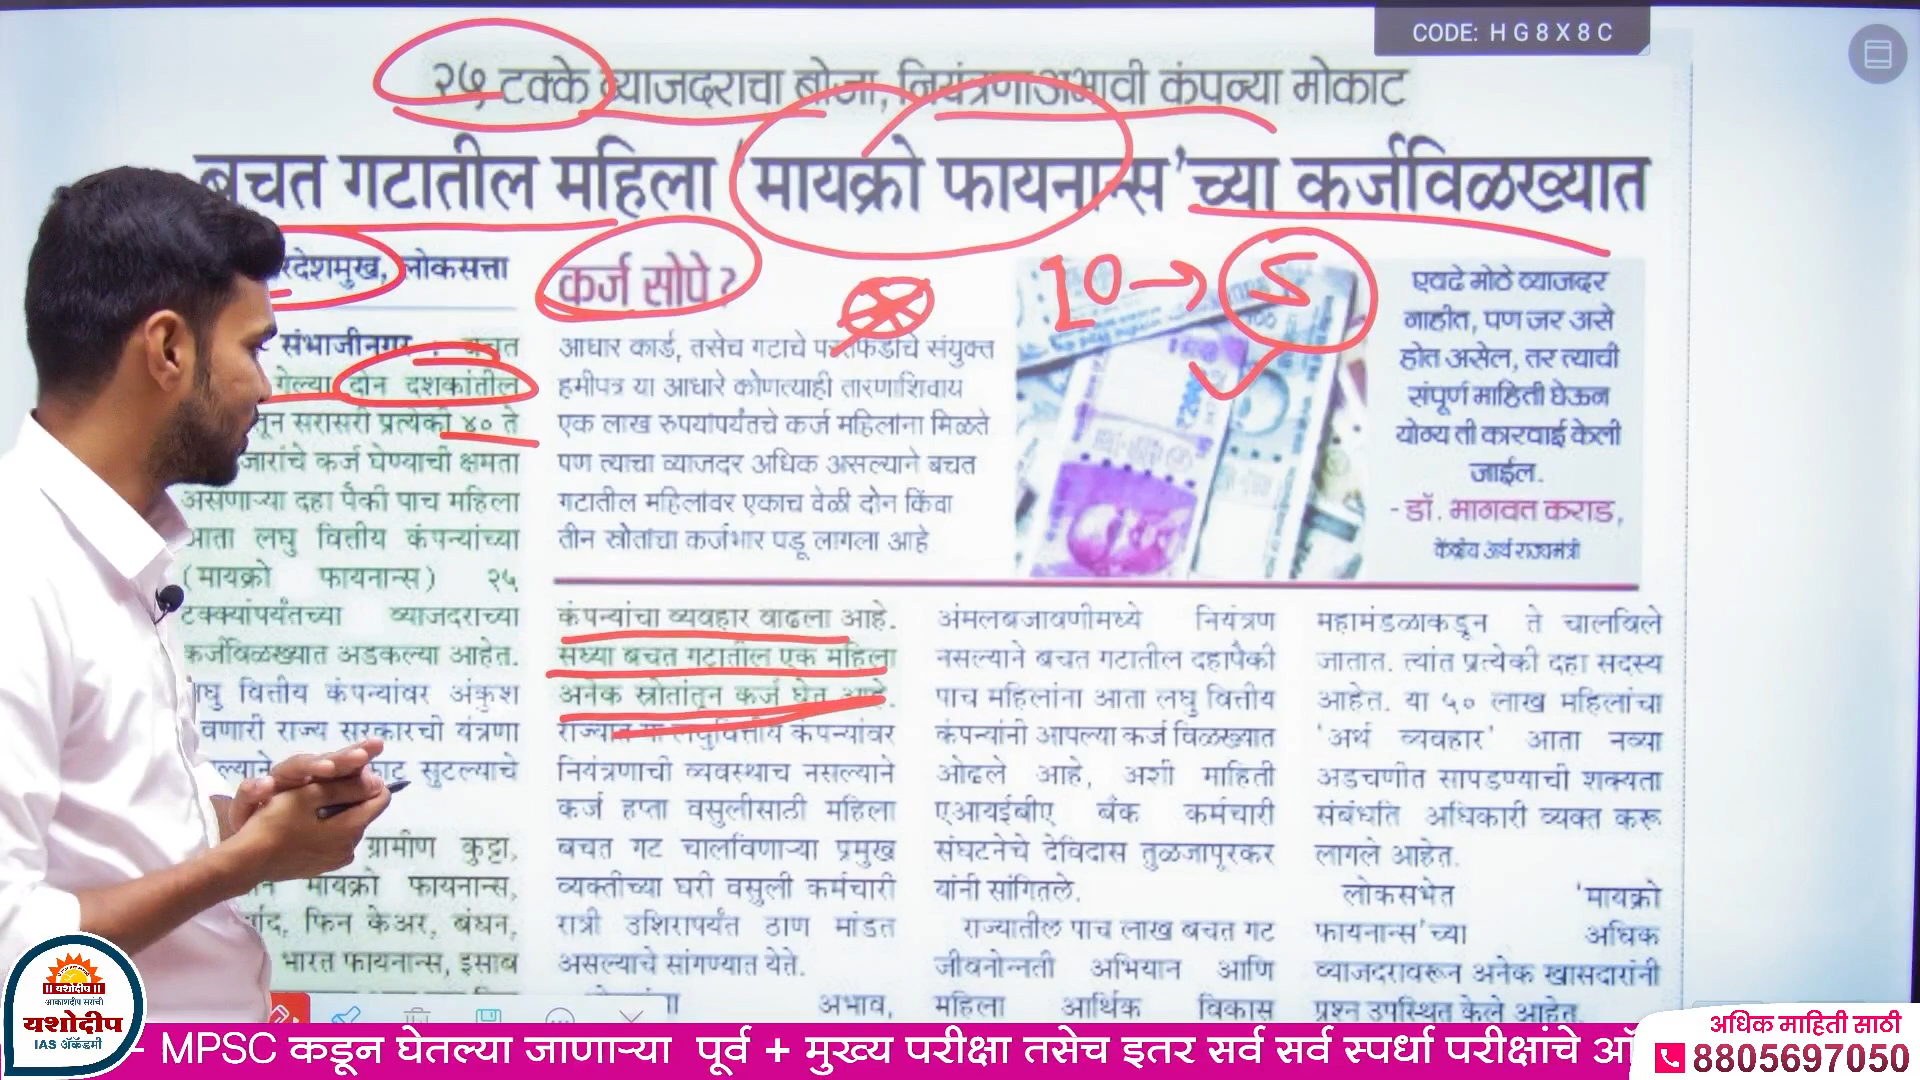 CODE: HG8X8C
२५ टक्के व्याजदराचा बोजा, नियंत्रणाअभावी कंपन्या मोकाट
बचत गटातील महिला 'मायक्रो फायनान्स'च्या कर्जविळख्यात
रदेशमुख, लोकसत्ता
संभाजीनगर : बचत
गेल्या दोन दशकांतील
सरासरी प्रत्येकी ४० ते
कर्ज घेण्याची क्षमता
असणाऱ्या दहा पैकी पाच महिला
आता लघु वित्तीय कंपन्यांच्या
(मायक्रो फायनान्स) २५
टक्क्यांपर्यंतच्या व्याजदराच्या
कर्जविळख्यात अडकल्या आहेत.
वित्तीय कंपन्यांवर अंकुश
राज्य सरकारची यंत्रणा
सुटल्याचे
ग्रामीण कुट्टा,
मायक्रो फायनान्स,
फिन केअर, बंधन,
भारत फायनान्स, इसाब
कर्ज सोपे?
आधार कार्ड, तसेच गटाचे परतफेडीचे संयुक्त
हमीपत्र या आधारे कोणत्याही तारणाशिवाय
एक लाख रुपयांपर्यंतचे कर्ज महिलांना मिळते
पण त्याचा व्याजदर अधिक असल्याने बचत
गटातील महिलांवर एकाच वेळी दोन किंवा
तीन स्रोतांचा कर्जभार पडू लागला आहे
10 → 5
एवढे मोठे व्याजदर
नाहीत, पण जर असे
होत असेल, तर त्याची
संपूर्ण माहिती घेऊन
योग्य ती कारवाई केली
जाईल.
- डॉ. भागवत कराड,
केंद्रीय अर्थ राज्यमंत्री
कंपन्यांचा व्यवहार वाढला आहे.
सध्या बचत गटातील एक महिला
अनेक स्रोतांतून कर्ज घेत आहे.
राज्यात या लघुवित्तीय कंपन्यांवर
नियंत्रणाची व्यवस्थाच नसल्याने
कर्ज हप्ता वसुलीसाठी महिला
बचत गट चालविणाऱ्या प्रमुख
व्यक्तीच्या घरी वसुली कर्मचारी
रात्री उशिरापर्यंत ठाण मांडत
असल्याचे सांगण्यात येते.
अभाव,
अंमलबजावणीमध्ये नियंत्रण
नसल्याने बचत गटातील दहापैकी
पाच महिलांना आता लघु वित्तीय
कंपन्यांनी आपल्या कर्ज विळख्यात
ओढले आहे, अशी माहिती
एआयईबीए बँक कर्मचारी
संघटनेचे देविदास तुळजापूरकर
यांनी सांगितले.
राज्यातील पाच लाख बचत गट
जीवनोन्नती अभियान आणि
महिला आर्थिक विकास
महामंडळाकडून ते चालविले
जातात. त्यांत प्रत्येकी दहा सदस्य
आहेत. या ५० लाख महिलांचा
'अर्थ व्यवहार' आता नव्या
अडचणीत सापडण्याची शक्यता
संबंधित अधिकारी व्यक्त करू
लागले आहेत.
लोकसभेत 'मायक्रो
फायनान्स'च्या अधिक
व्याजदरावरून अनेक खासदारांनी
प्रश्न उपस्थित केले आहेत.
॥ यशोदीप ॥
आकाशदीप सरांची
यशोदीप
IAS ॲकॅडमी
- MPSC कडून घेतल्या जाणाऱ्या पूर्व + मुख्य परीक्षा तसेच इतर सर्व सर्व स्पर्धा परीक्षांचे
अधिक माहिती साठी
8805697050